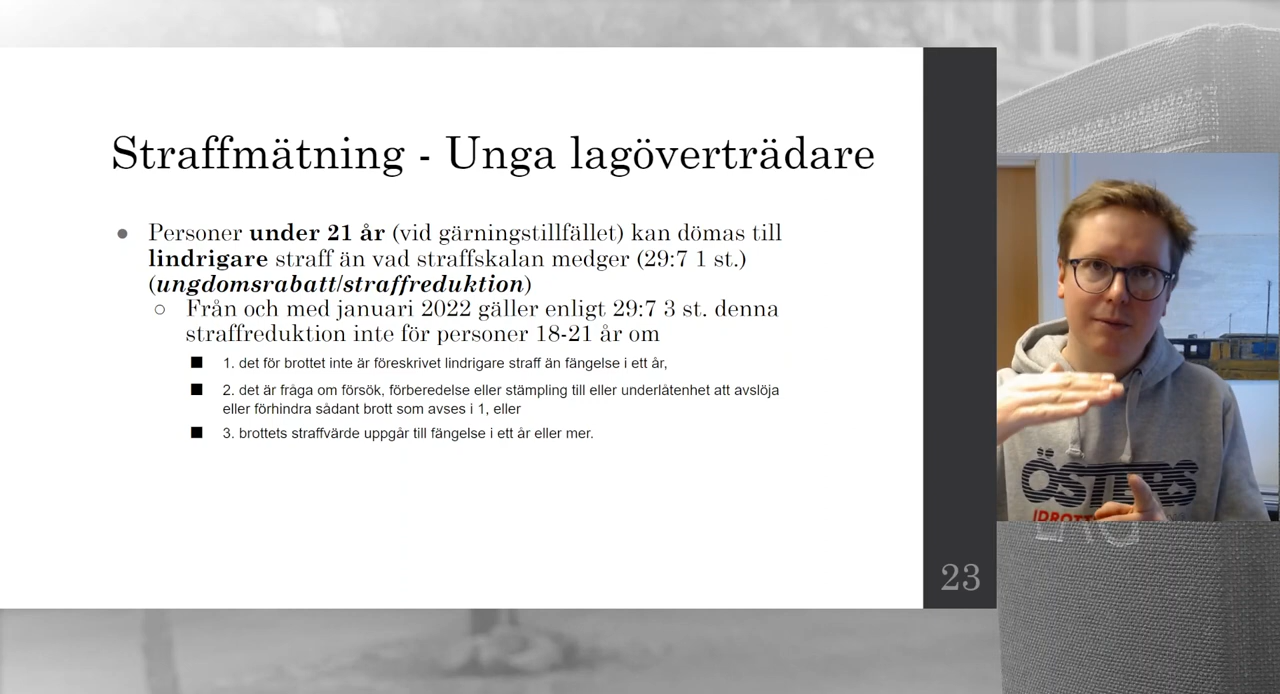 Straffmätning - Unga lagöverträdare
● Personer under 21 år (vid gärningstillfället) kan dömas till
lindrigare straff än vad straffskalan medger (29:7 1 st.)
(ungdomsrabatt/straffreduktion)
○ Från och med januari 2022 gäller enligt 29:7 3 st. denna
straffreduktion inte för personer 18-21 år om
■ 1. det för brottet inte är föreskrivet lindrigare straff än fängelse i ett år,
■ 2. det är fråga om försök, förberedelse eller stämpling till eller underlåtenhet att avslöja
eller förhindra sådant brott som avses i 1, eller
■ 3. brottets straffvärde uppgår till fängelse i ett år eller mer.
23
ÖSTERS
IDROTT